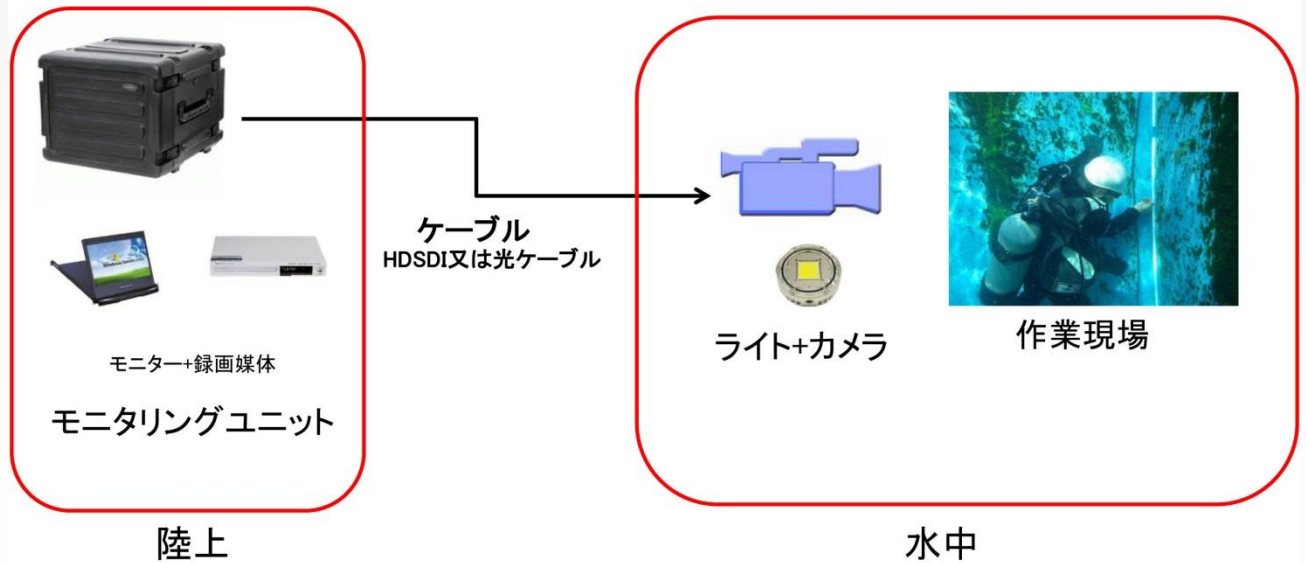 ケーブル
HDSDI又は光ケーブル
モニター+録画媒体
モニタリングユニット
陸上
ライト+カメラ
作業現場
水中